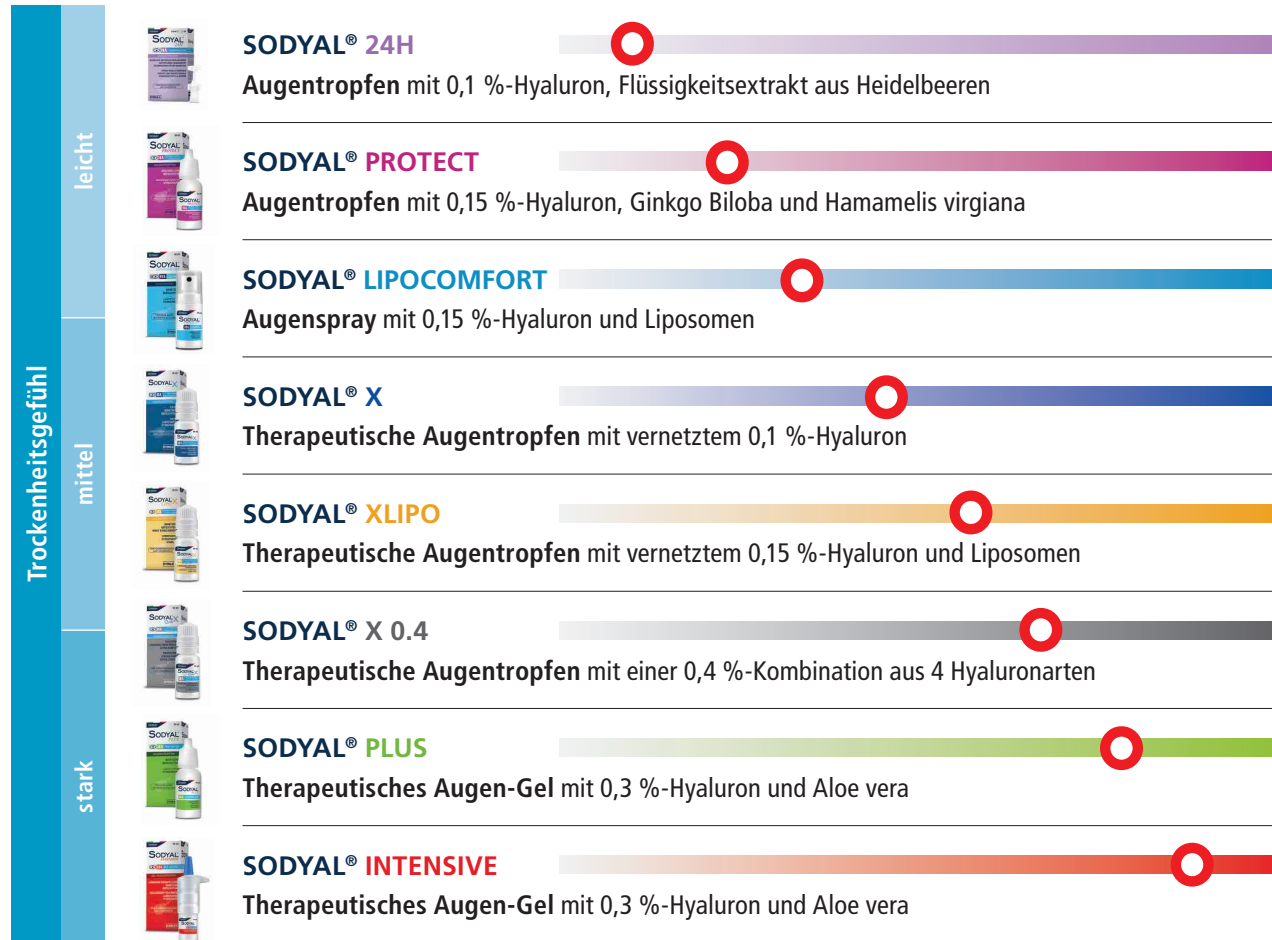 Trockenheitsgefühl
leicht
SODYAL® 24H
Augentropfen mit 0,1 %-Hyaluron, Flüssigkeitsextrakt aus Heidelbeeren
SODYAL® PROTECT
Augentropfen mit 0,15 %-Hyaluron, Ginkgo Biloba und Hamamelis virgiana
SODYAL® LIPOCOMFORT
Augenspray mit 0,15 %-Hyaluron und Liposomen
mittel
SODYAL® X
Therapeutische Augentropfen mit vernetztem 0,1 %-Hyaluron
SODYAL® XLIPO
Therapeutische Augentropfen mit vernetztem 0,15 %-Hyaluron und Liposomen
stark
SODYAL® X 0.4
Therapeutische Augentropfen mit einer 0,4 %-Kombination aus 4 Hyaluronarten
SODYAL® PLUS
Therapeutisches Augen-Gel mit 0,3 %-Hyaluron und Aloe vera
SODYAL® INTENSIVE
Therapeutisches Augen-Gel mit 0,3 %-Hyaluron und Aloe vera